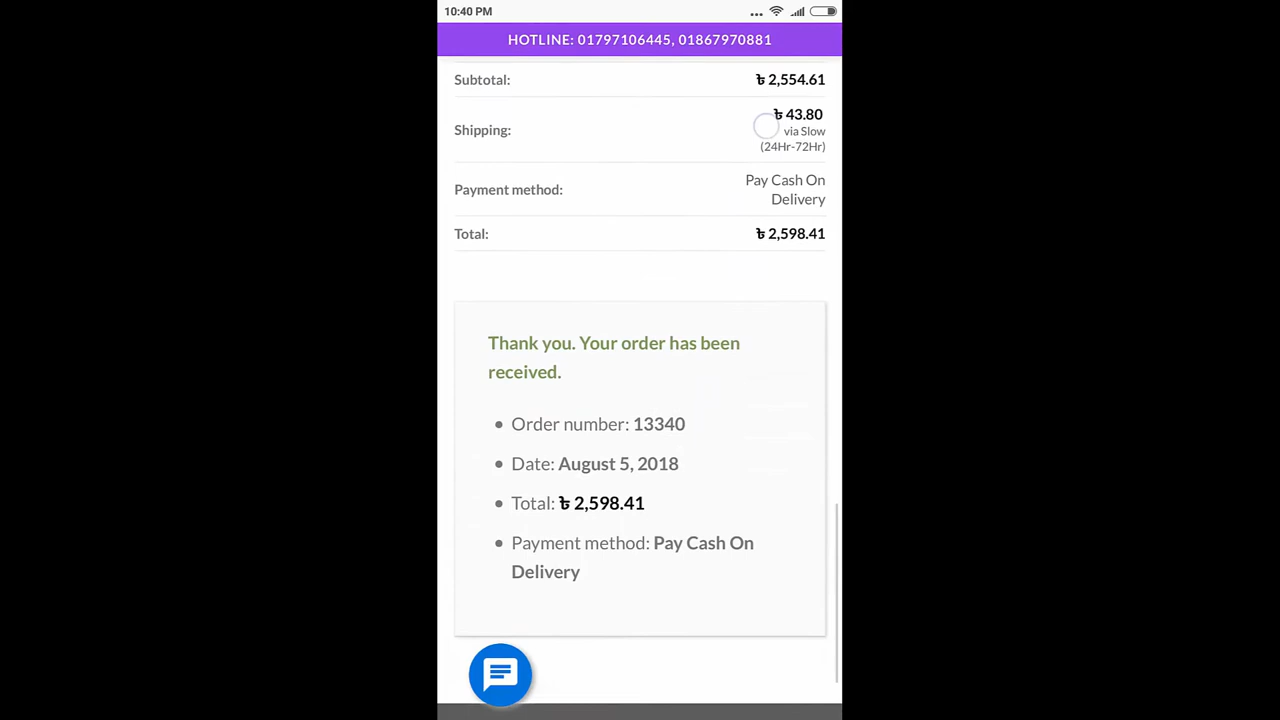 10:40 PM
HOTLINE: 01797106445, 01867970881
Subtotal: ৳ 2,554.61
Shipping: ৳ 43.80
via Slow
(24Hr-72Hr)
Payment method: Pay Cash On
Delivery
Total: ৳ 2,598.41
Thank you. Your order has been
received.
• Order number: 13340
• Date: August 5, 2018
• Total: ৳ 2,598.41
• Payment method: Pay Cash On
Delivery